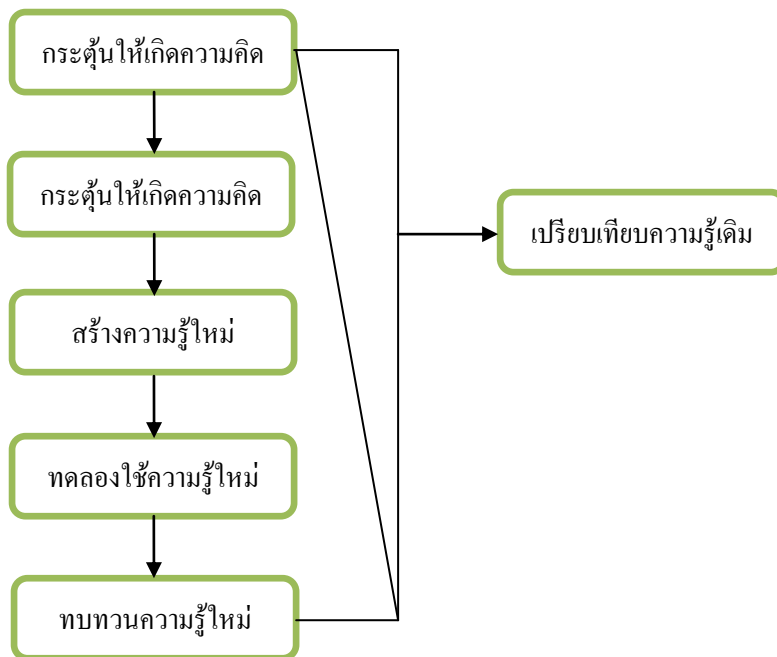 กระตุ้นให้เกิดความคิด
กระตุ้นให้เกิดความคิด
เปรียบเทียบความรู้เดิม
สร้างความรู้ใหม่
ทดลองใช้ความรู้ใหม่
ทบทวนความรู้ใหม่